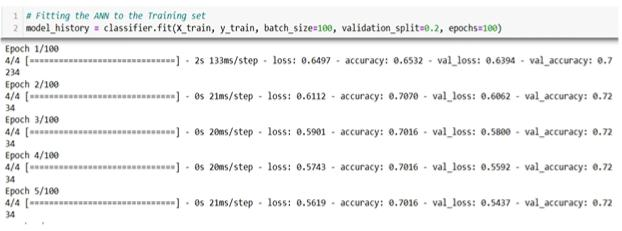 1 # Fitting the ANN to the Training set
2 model_history = classifier.fit(X_train, y_train, batch_size=100, validation_split=0.2, epochs=100)
Epoch 1/100
4/4 [==============================] - 2s 133ms/step - loss: 0.6497 - accuracy: 0.6532 - val_loss: 0.6394 - val_accuracy: 0.7
234
Epoch 2/100
4/4 [==============================] - 0s 21ms/step - loss: 0.6112 - accuracy: 0.7070 - val_loss: 0.6062 - val_accuracy: 0.72
34
Epoch 3/100
4/4 [==============================] - 0s 20ms/step - loss: 0.5901 - accuracy: 0.7016 - val_loss: 0.5800 - val_accuracy: 0.72
34
Epoch 4/100
4/4 [==============================] - 0s 20ms/step - loss: 0.5743 - accuracy: 0.7016 - val_loss: 0.5592 - val_accuracy: 0.72
34
Epoch 5/100
4/4 [==============================] - 0s 21ms/step - loss: 0.5619 - accuracy: 0.7016 - val_loss: 0.5437 - val_accuracy: 0.72
34